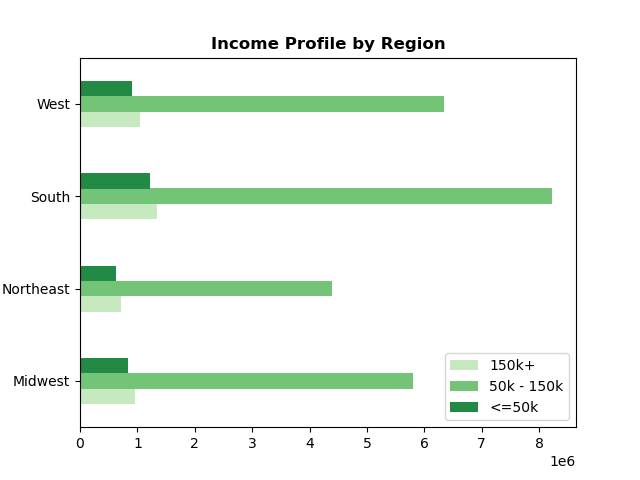 Income Profile by Region
West
South
Northeast
Midwest
150k+
50k - 150k
<=50k
0 1 2 3 4 5 6 7 8
1e6